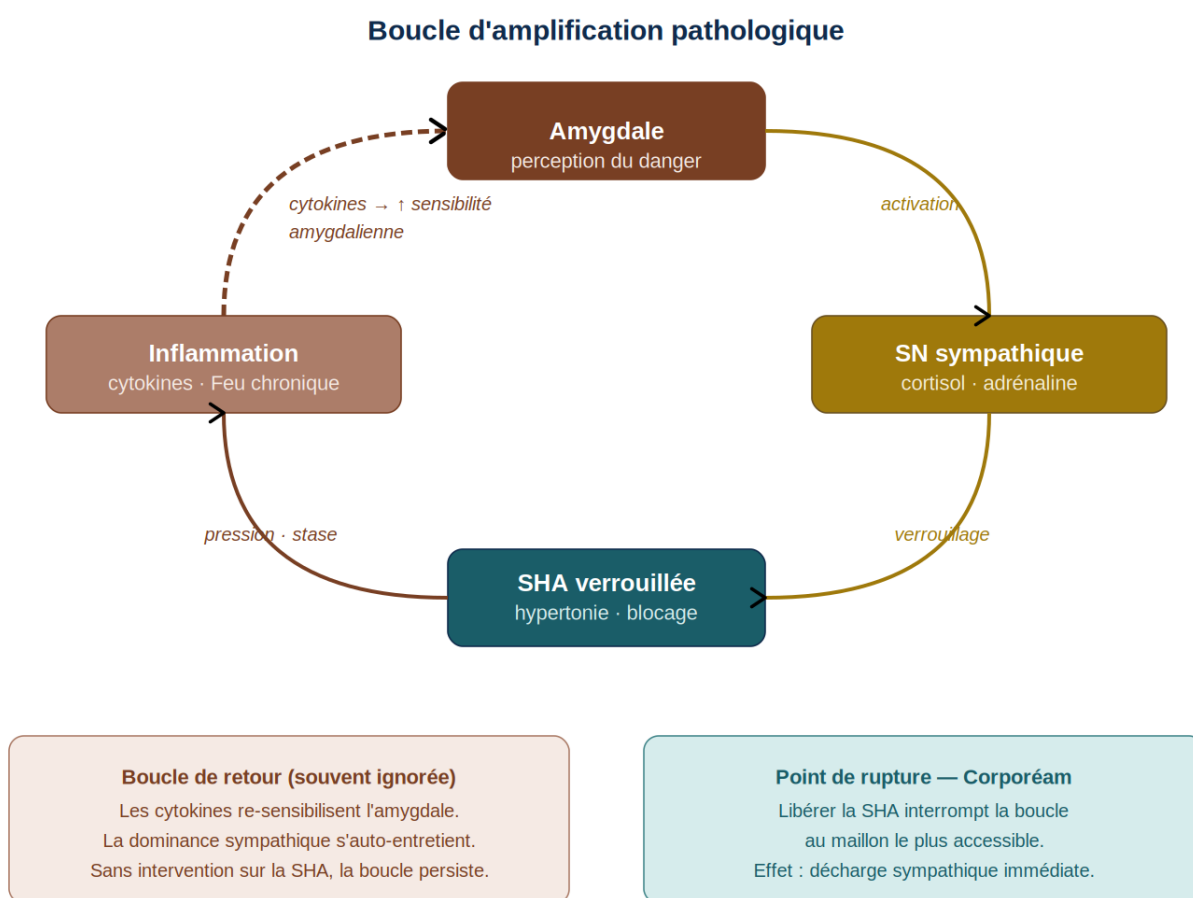 Boucle d'amplification pathologique
Amygdale
perception du danger
cytokines → ↑ sensibilité
amygdalienne
activation
Inflammation
cytokines · Feu chronique
SN sympathique
cortisol · adrénaline
pression · stase
verrouillage
SHA verrouillée
hypertonie · blocage
Boucle de retour (souvent ignorée)
Les cytokines re-sensibilisent l'amygdale.
La dominance sympathique s'auto-entretient.
Sans intervention sur la SHA, la boucle persiste.
Point de rupture — Corporéam
Libérer la SHA interrompt la boucle
au maillon le plus accessible.
Effet : décharge sympathique immédiate.